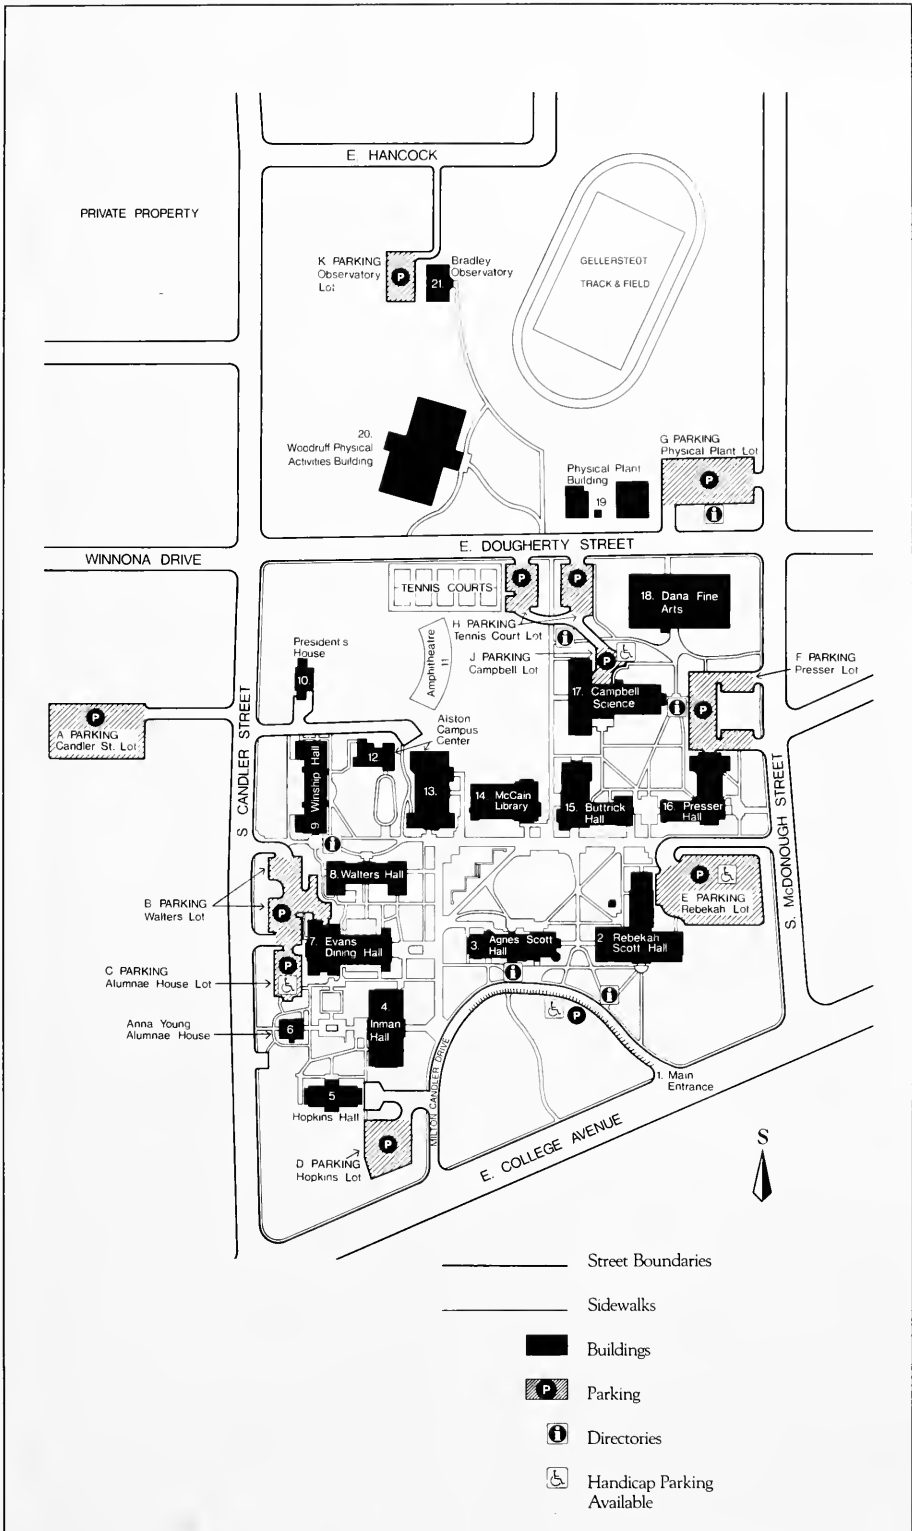 E. HANCOCK
PRIVATE PROPERTY
K PARKING
Observatory
Lot
P
21.
Bradley
Observatory
GELLERSTEDT
TRACK & FIELD
20.
Woodruff Physical
Activities Building
G PARKING
Physical Plant Lot
P
Physical Plant
Building
19
i
WINNONA DRIVE
E. DOUGHERTY STREET
TENNIS COURTS
P
P
18. Dana Fine
Arts
H PARKING
Tennis Court Lot
i
J PARKING
Campbell Lot
P
F PARKING
Presser Lot
President's
House
10.
Amphitheatre
11
17. Campbell
Science
i
P
P
A PARKING
Candler St. Lot
S. CANDLER STREET
Alston
Campus
Center
9 Winship Hall
12.
13.
14. McCain
Library
15. Buttrick
Hall
16. Presser
Hall
S. McDONOUGH STREET
i
8. Walters Hall
P
E PARKING
Rebekah Lot
B PARKING
Walters Lot
P
7. Evans
Dining Hall
3. Agnes Scott
Hall
2 Rebekah
Scott Hall
C PARKING
Alumnae House Lot
P
i
i
4
Inman
Hall
P
Anna Young
Alumnae House
6
MILTON CANDLER DRIVE
1. Main
Entrance
5
Hopkins Hall
P
D PARKING
Hopkins Lot
E. COLLEGE AVENUE
S
Street Boundaries
Sidewalks
Buildings
P
Parking
i
Directories
Handicap Parking
Available